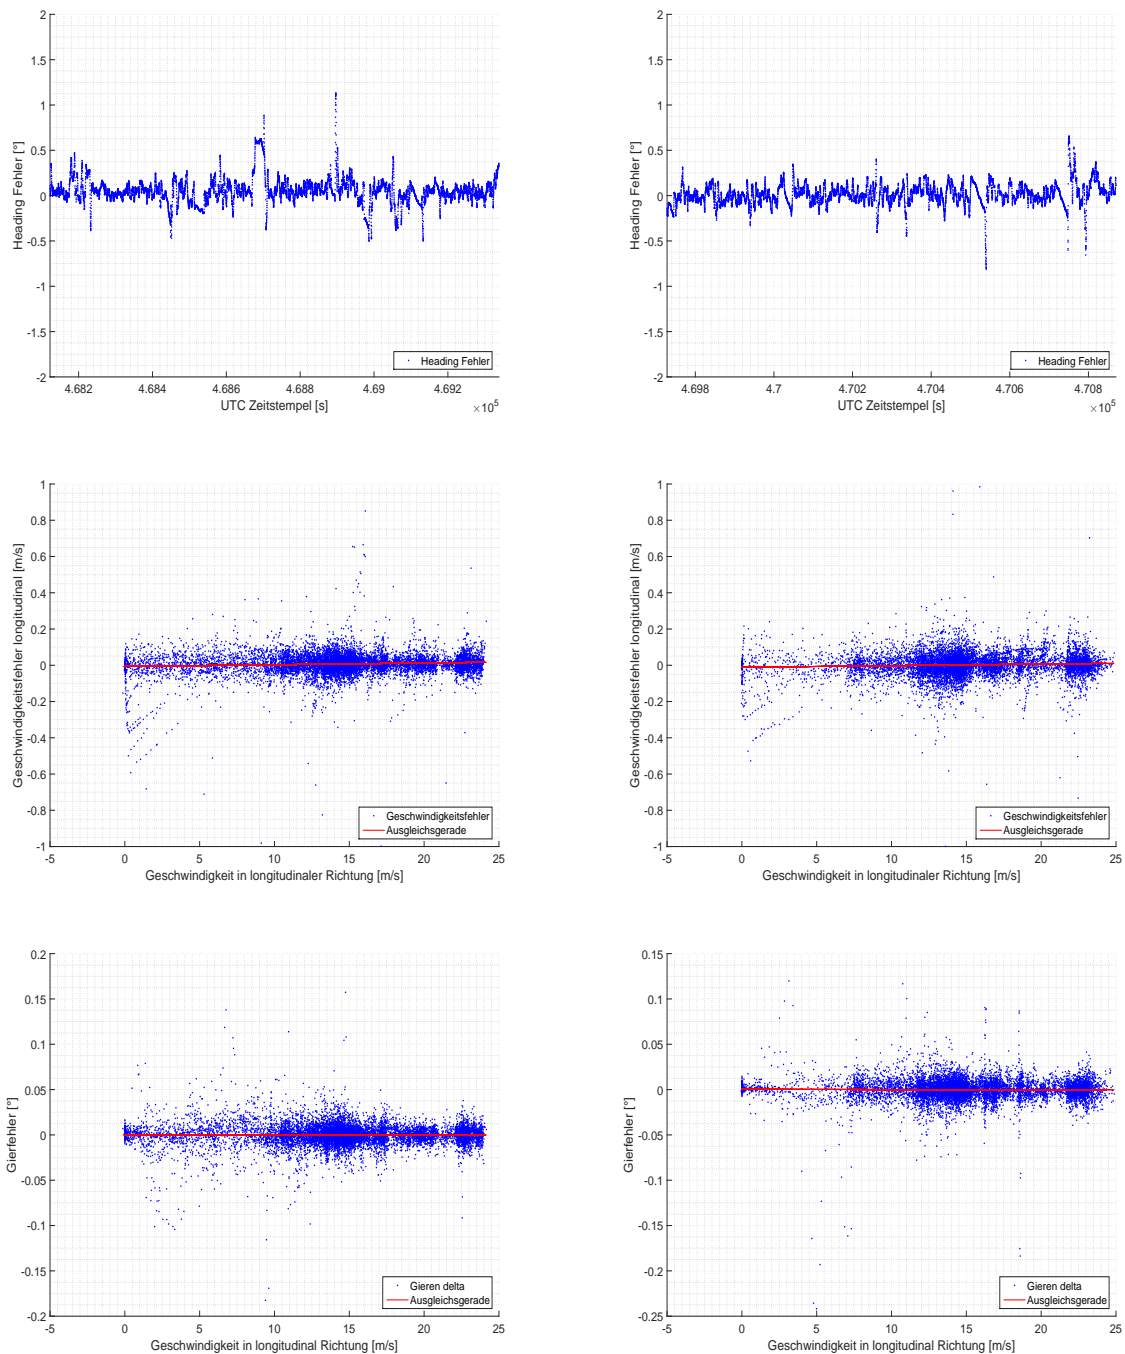 2
1.5
1
0.5
0
-0.5
-1
-1.5
-2
Heading Fehler [°]
Heading Fehler
4.682 4.684 4.686 4.688 4.69 4.692
UTC Zeitstempel [s]
×10⁵
2
1.5
1
0.5
0
-0.5
-1
-1.5
-2
Heading Fehler [°]
Heading Fehler
4.698 4.7 4.702 4.704 4.706 4.708
UTC Zeitstempel [s]
×10⁵
1
0.8
0.6
0.4
0.2
0
-0.2
-0.4
-0.6
-0.8
-1
Geschwindigkeitsfehler longitudinal [m/s]
Geschwindigkeitsfehler
Ausgleichsgerade
-5 0 5 10 15 20 25
Geschwindigkeit in longitudinaler Richtung [m/s]
1
0.8
0.6
0.4
0.2
0
-0.2
-0.4
-0.6
-0.8
-1
Geschwindigkeitsfehler longitudinal [m/s]
Geschwindigkeitsfehler
Ausgleichsgerade
-5 0 5 10 15 20 25
Geschwindigkeit in longitudinaler Richtung [m/s]
0.2
0.15
0.1
0.05
0
-0.05
-0.1
-0.15
-0.2
Gierfehler [°]
Gieren delta
Ausgleichsgerade
-5 0 5 10 15 20 25
Geschwindigkeit in longitudinal Richtung [m/s]
0.15
0.1
0.05
0
-0.05
-0.1
-0.15
-0.2
-0.25
Gierfehler [°]
Gieren delta
Ausgleichsgerade
-5 0 5 10 15 20 25
Geschwindigkeit in longitudinal Richtung [m/s]